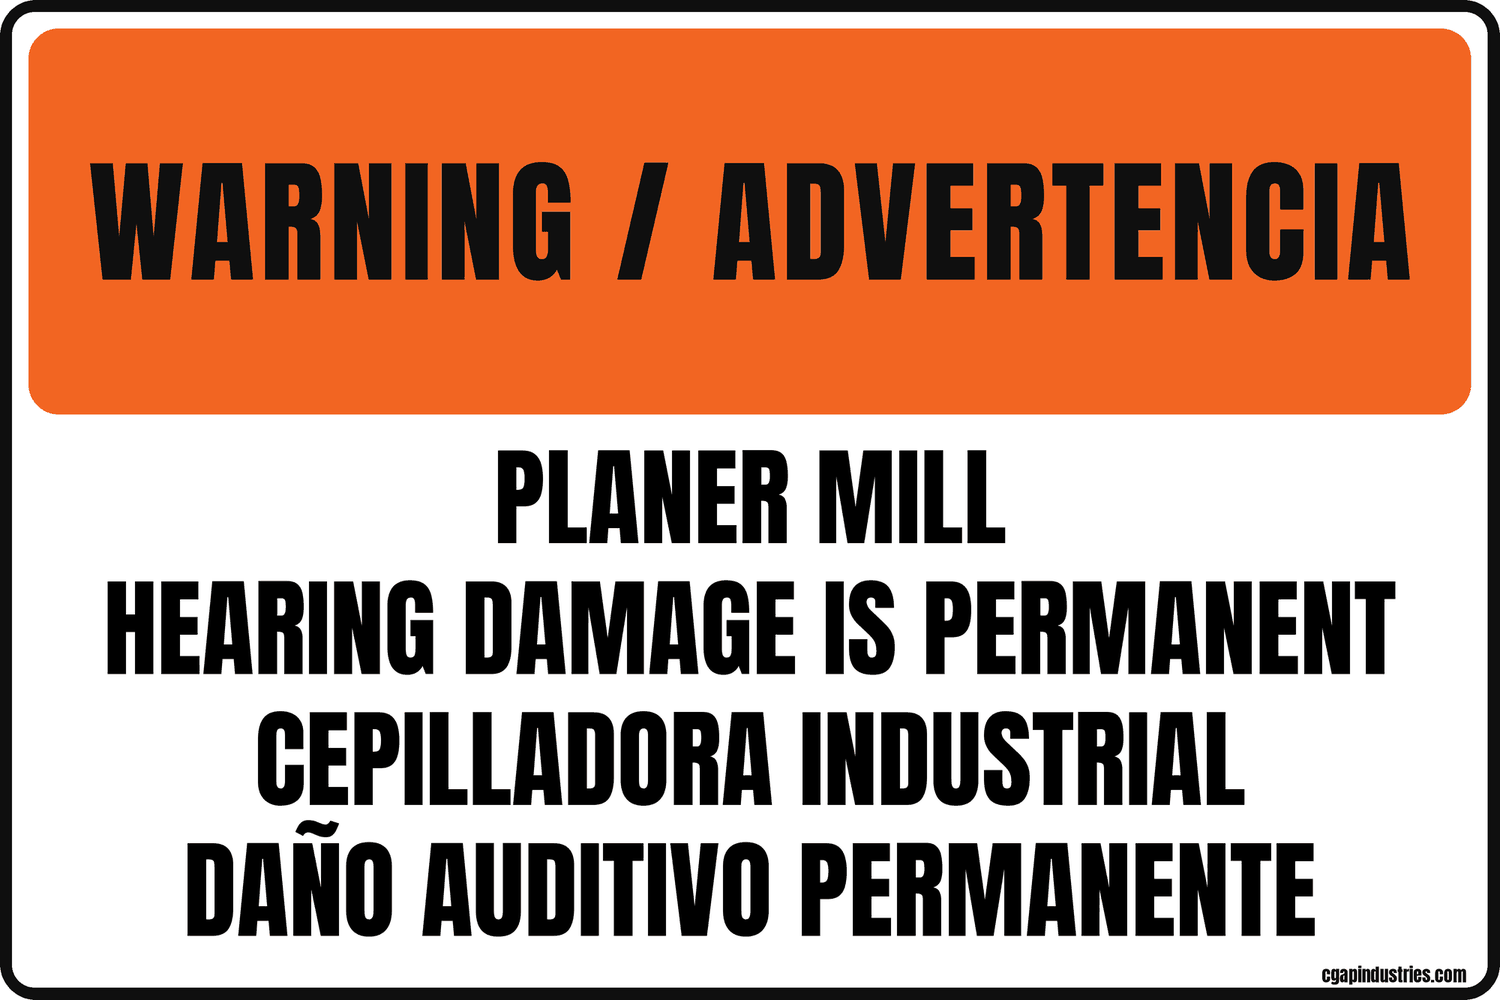 WARNING / ADVERTENCIA
PLANER MILL
HEARING DAMAGE IS PERMANENT
CEPILLADORA INDUSTRIAL
DAÑO AUDITIVO PERMANENTE
cgapindustries.com